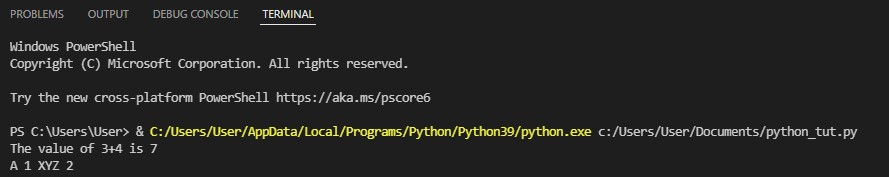 PROBLEMS OUTPUT DEBUG CONSOLE TERMINAL
Windows PowerShell
Copyright (C) Microsoft Corporation. All rights reserved.
Try the new cross-platform PowerShell https://aka.ms/pscore6
PS C:\Users\User> & C:/Users/User/AppData/Local/Programs/Python/Python39/python.exe c:/Users/User/Documents/python_tut.py
The value of 3+4 is 7
A 1 XYZ 2